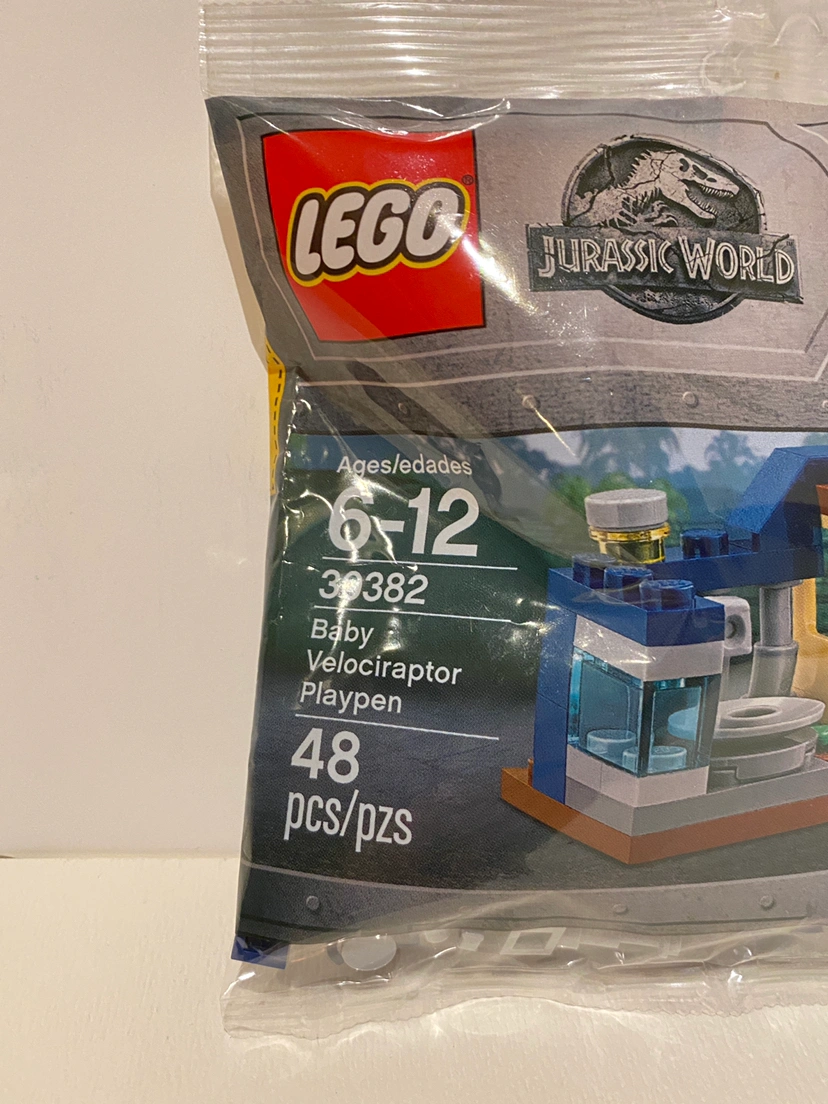 LEGO®
JURASSIC WORLD
Ages/edades
6-12
30382
Baby
Velociraptor
Playpen
48
pcs/pzs